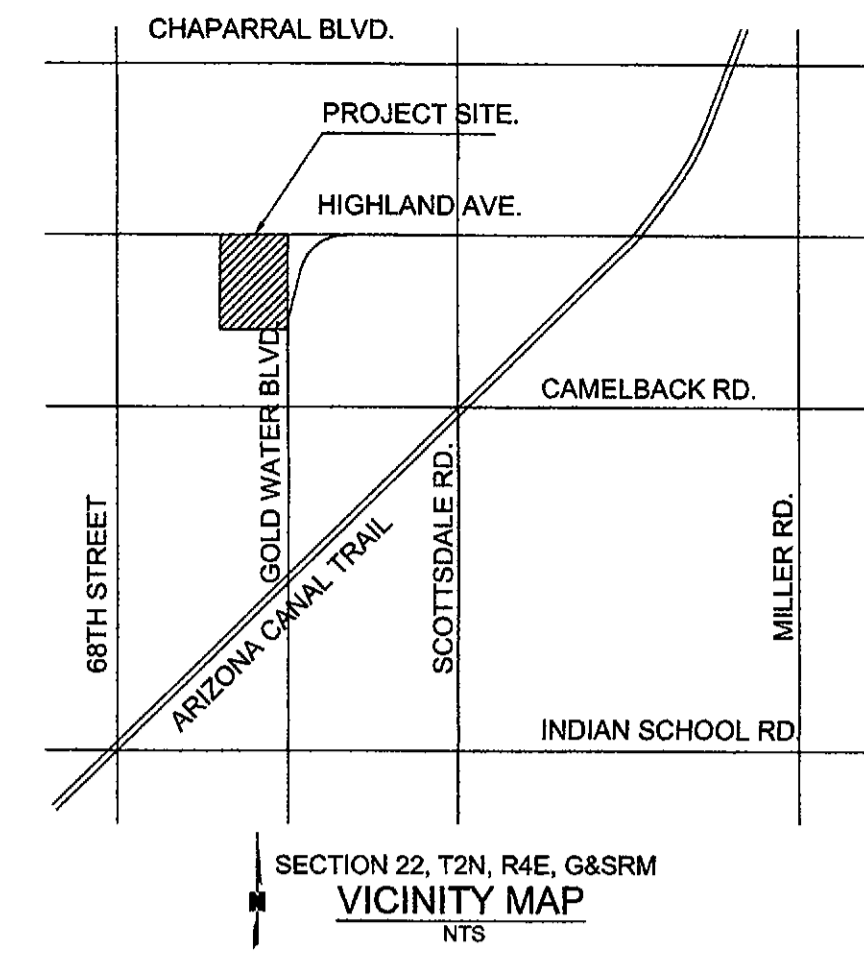 CHAPARRAL BLVD.
PROJECT SITE.
HIGHLAND AVE.
GOLD WATER BLVD.
CAMELBACK RD.
68TH STREET
ARIZONA CANAL TRAIL
SCOTTSDALE RD.
MILLER RD.
INDIAN SCHOOL RD.
N
SECTION 22, T2N, R4E, G&SRM
VICINITY MAP
NTS